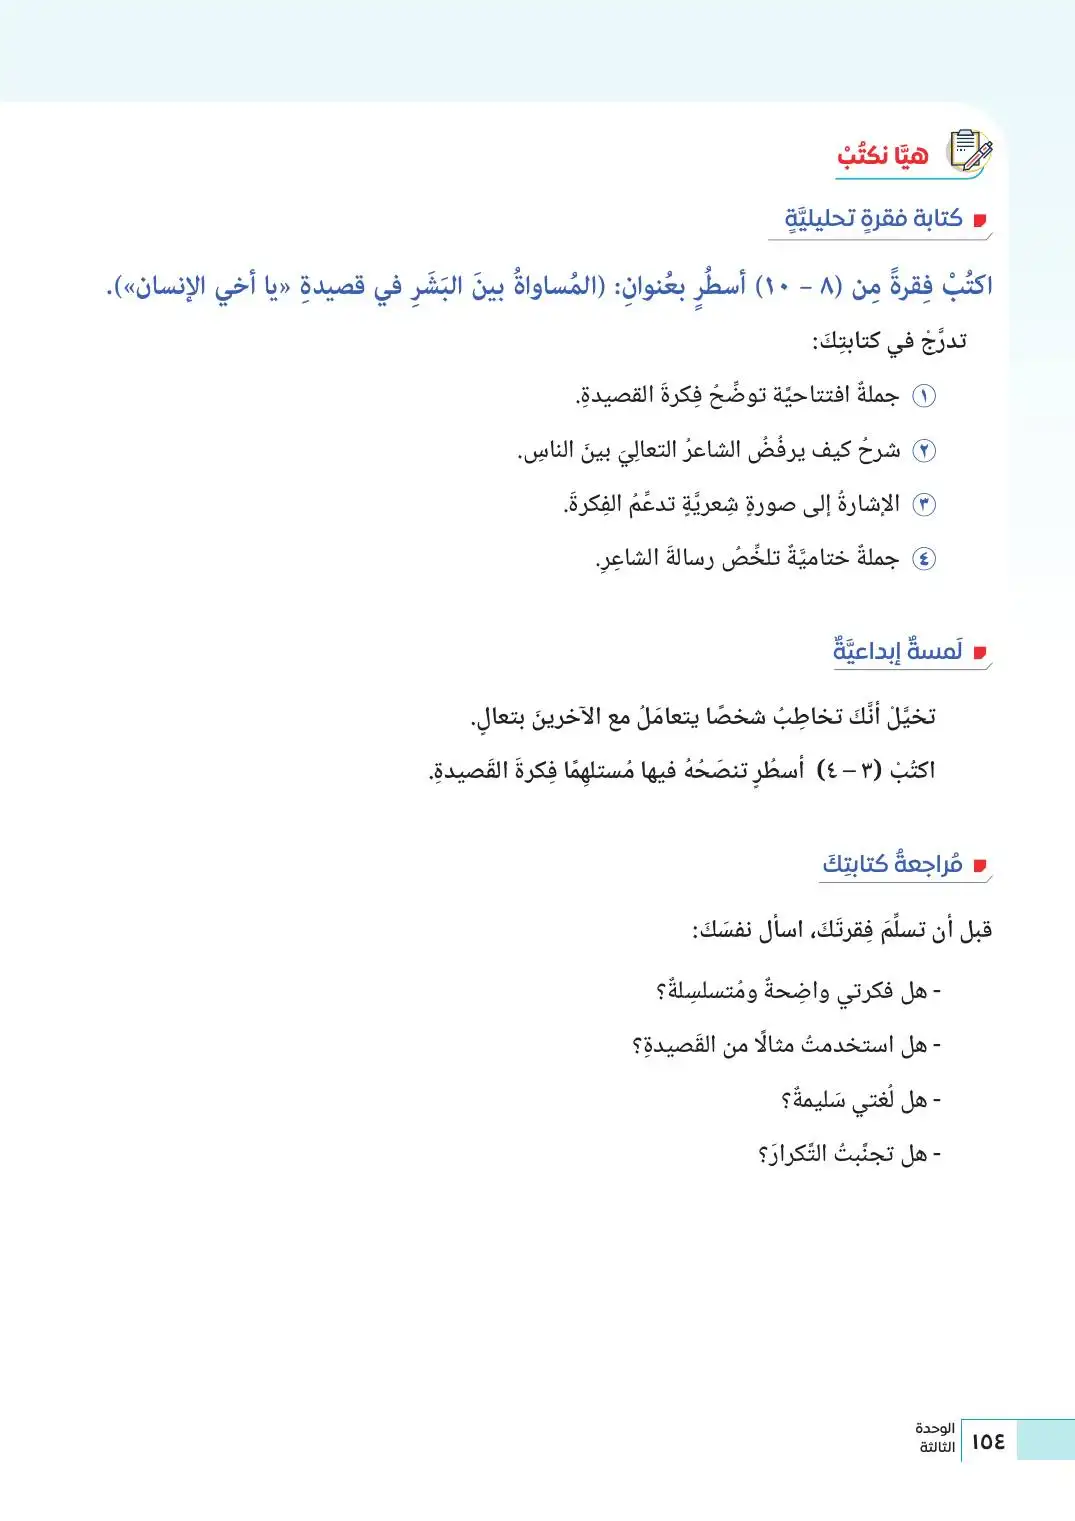 هيَّا نكتُبْ
كتابة فقرةٍ تحليليَّةٍ
اكتُبْ فِقرةً مِن (٨ – ١٠) أسطُرٍ بعُنوانِ: (المُساواةُ بينَ البَشَرِ في قصيدةِ «يا أخي الإنسان»).
تدرَّجْ في كتابتِكَ:
١ جملةٌ افتتاحيَّة توضِّحُ فِكرةَ القصيدةِ.
٢ شرحُ كيف يرفُضُ الشاعرُ التعالِيَ بينَ الناسِ.
٣ الإشارةُ إلى صورةٍ شِعريَّةٍ تدعِّمُ الفِكرةَ.
٤ جملةٌ ختاميَّةٌ تلخِّصُ رسالةَ الشاعِرِ.
لَمسةٌ إبداعيَّةٌ
تخيَّلْ أنَّكَ تخاطِبُ شخصًا يتعامَلُ مع الآخرينَ بتعالٍ.
اكتُبْ (٣ – ٤) أسطُرٍ تنصَحُهُ فيها مُستلهِمًا فِكرةَ القَصيدةِ.
مُراجعةُ كتابتِكَ
قبل أن تسلِّمَ فِقرتَكَ، اسأل نفسَكَ:
- هل فكرتي واضِحةٌ ومُتسلسِلةٌ؟
- هل استخدمتُ مثالًا من القَصيدةِ؟
- هل لُغتي سَليمةٌ؟
- هل تجنَّبتُ التَّكرارَ؟
الوحدة
الثالثة
١٥٤